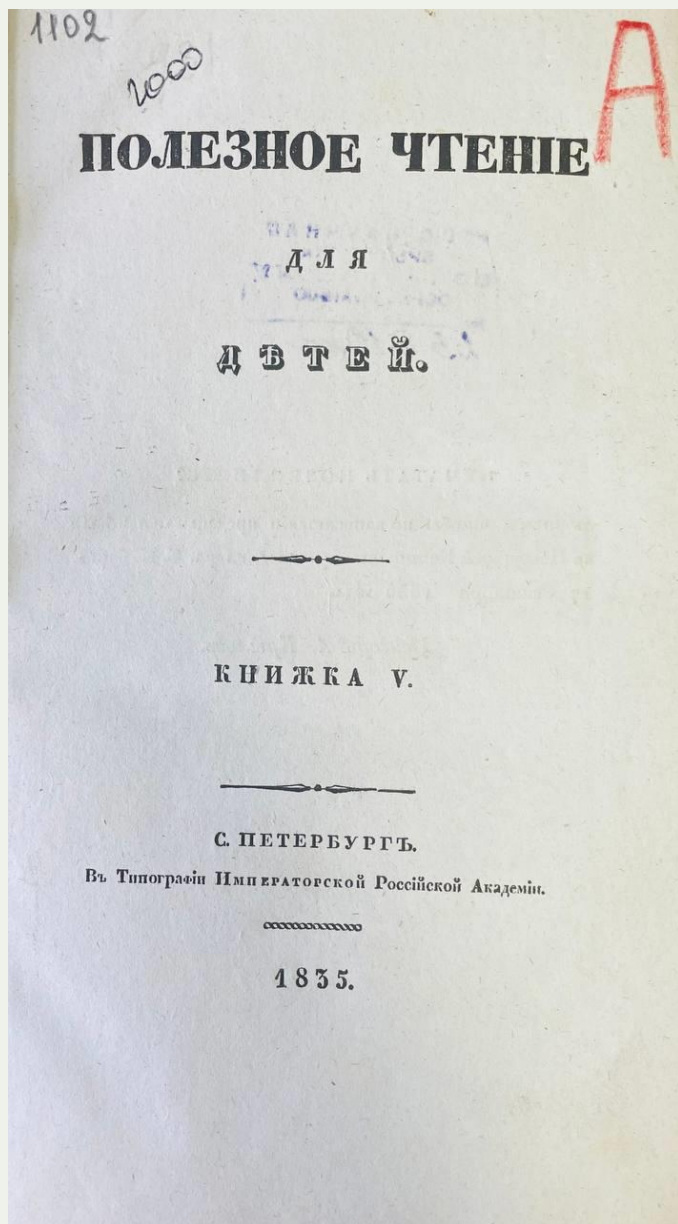 1102
2000
А
ПОЛЕЗНОЕ ЧТЕНІЕ
ДЛЯ
ДѢТЕЙ.
КНИЖКА V.
С. ПЕТЕРБУРГЪ.
Въ Типографіи Императорской Россійской Академіи.
1835.